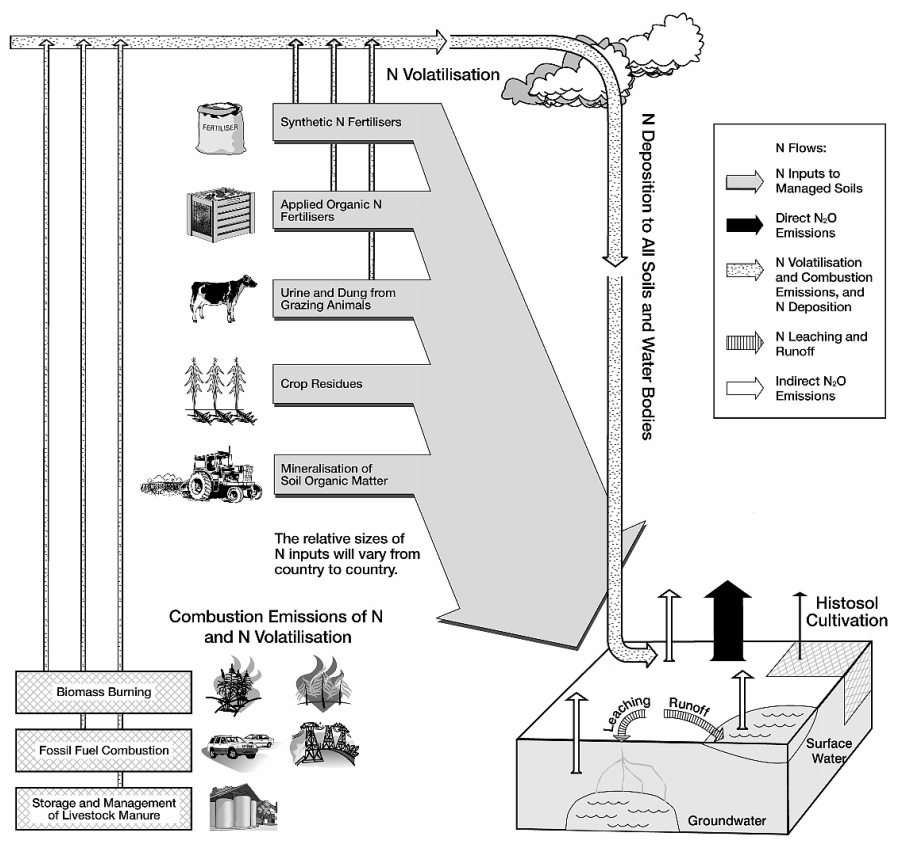 N Volatilisation
FERTILISER
Synthetic N Fertilisers
Applied Organic N
Fertilisers
Urine and Dung from
Grazing Animals
Crop Residues
Mineralisation of
Soil Organic Matter
The relative sizes of
N inputs will vary from
country to country.
N Deposition to All Soils and Water Bodies
N Flows:
N Inputs to
Managed Soils
Direct N₂O
Emissions
N Volatilisation
and Combustion
Emissions, and
N Deposition
N Leaching and
Runoff
Indirect N₂O
Emissions
Combustion Emissions of N
and N Volatilisation
Biomass Burning
Fossil Fuel Combustion
Storage and Management
of Livestock Manure
Histosol
Cultivation
Leaching
Runoff
Surface
Water
Groundwater